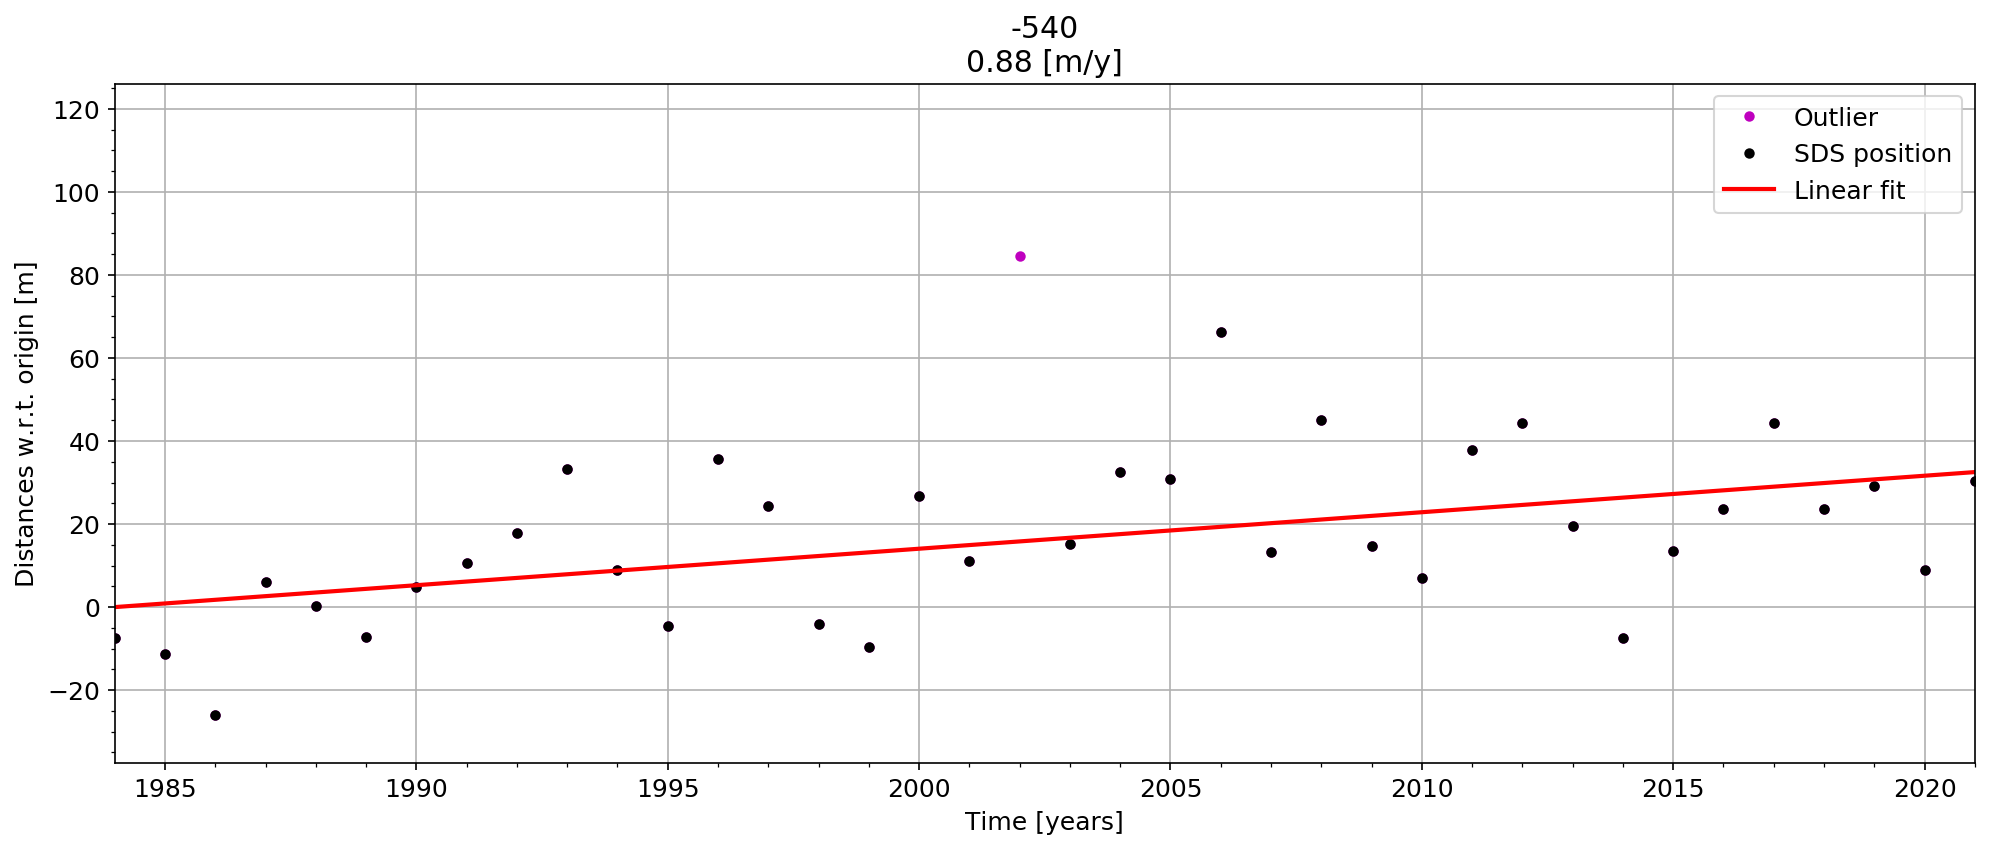 -540
0.88 [m/y]
Distances w.r.t. origin [m]
120
100
80
60
40
20
0
−20
Outlier
SDS position
Linear fit
1985 1990 1995 2000 2005 2010 2015 2020
Time [years]